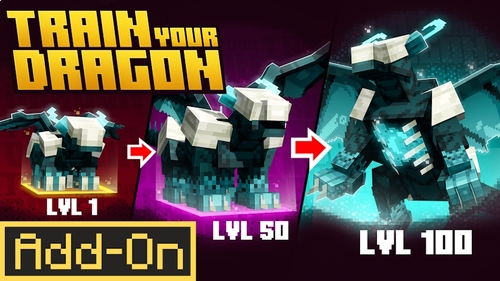 TRAIN YOUR
DRAGON
LVL 1
LVL 50
LVL 100
Add-On